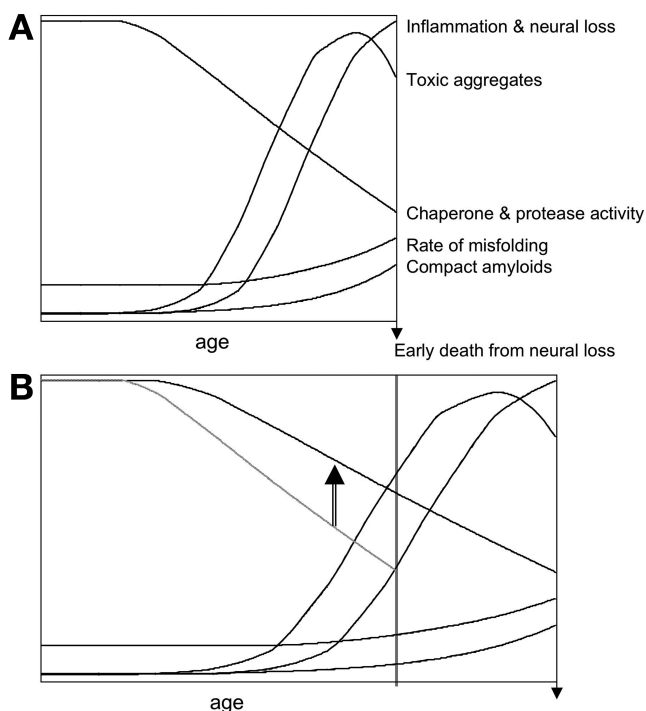 A
Inflammation & neural loss
Toxic aggregates
Chaperone & protease activity
Rate of misfolding
Compact amyloids
age
Early death from neural loss
B
age